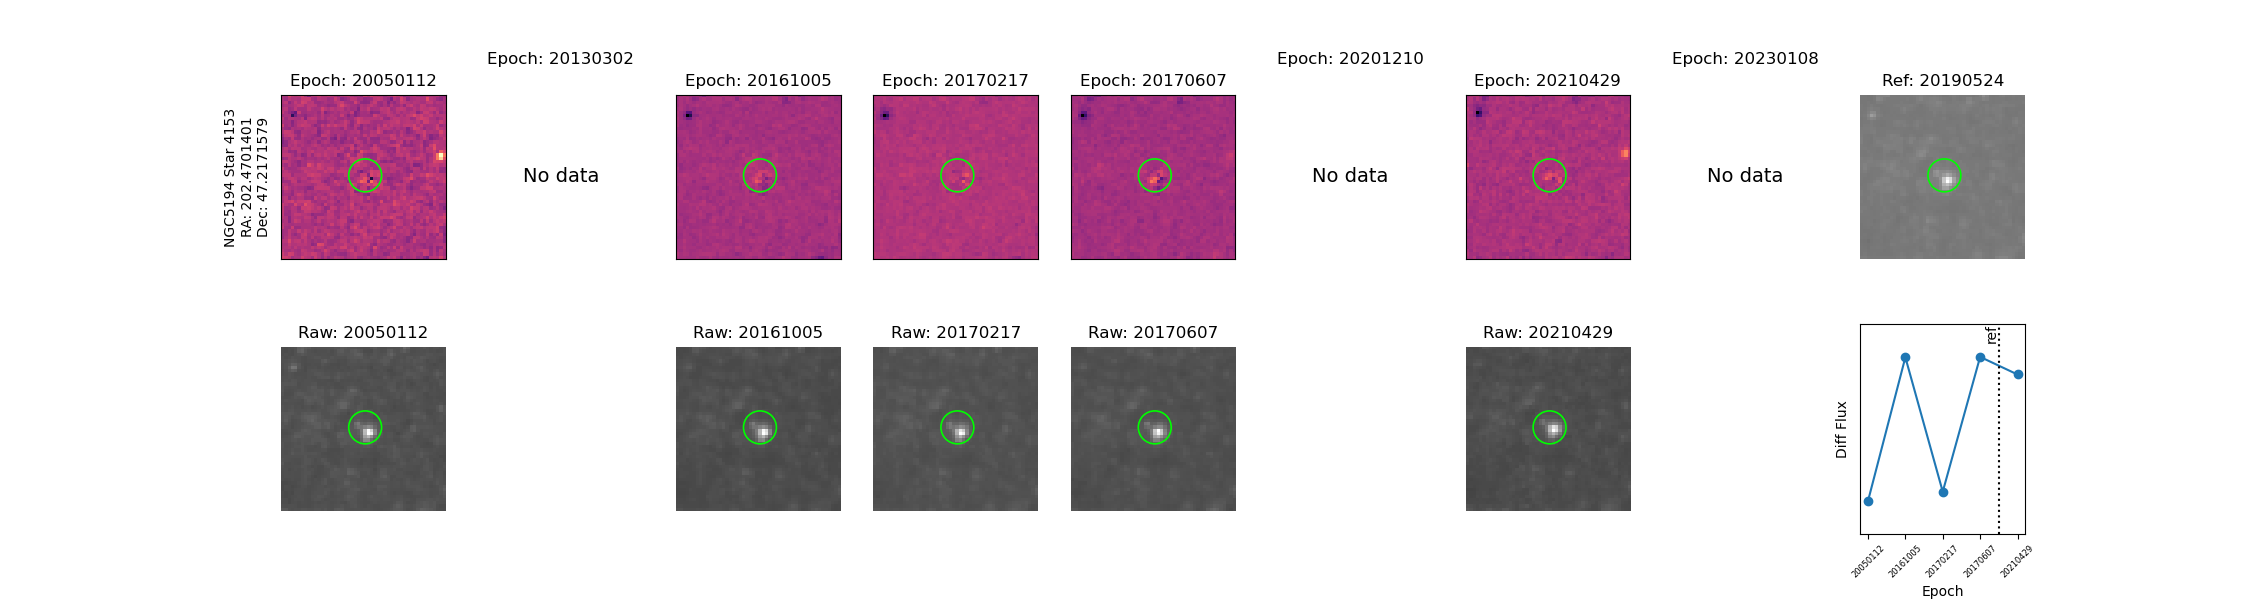 Epoch: 20130302
Epoch: 20201210
Epoch: 20230108
Epoch: 20050112
Epoch: 20161005
Epoch: 20170217
Epoch: 20170607
Epoch: 20210429
Ref: 20190524
NGC5194 Star 4153
RA: 202.4701401
Dec: 47.2171579
No data
No data
No data
Raw: 20050112
Raw: 20161005
Raw: 20170217
Raw: 20170607
Raw: 20210429
ref
Diff Flux
20050112
20161005
20170217
20170607
20210429
Epoch